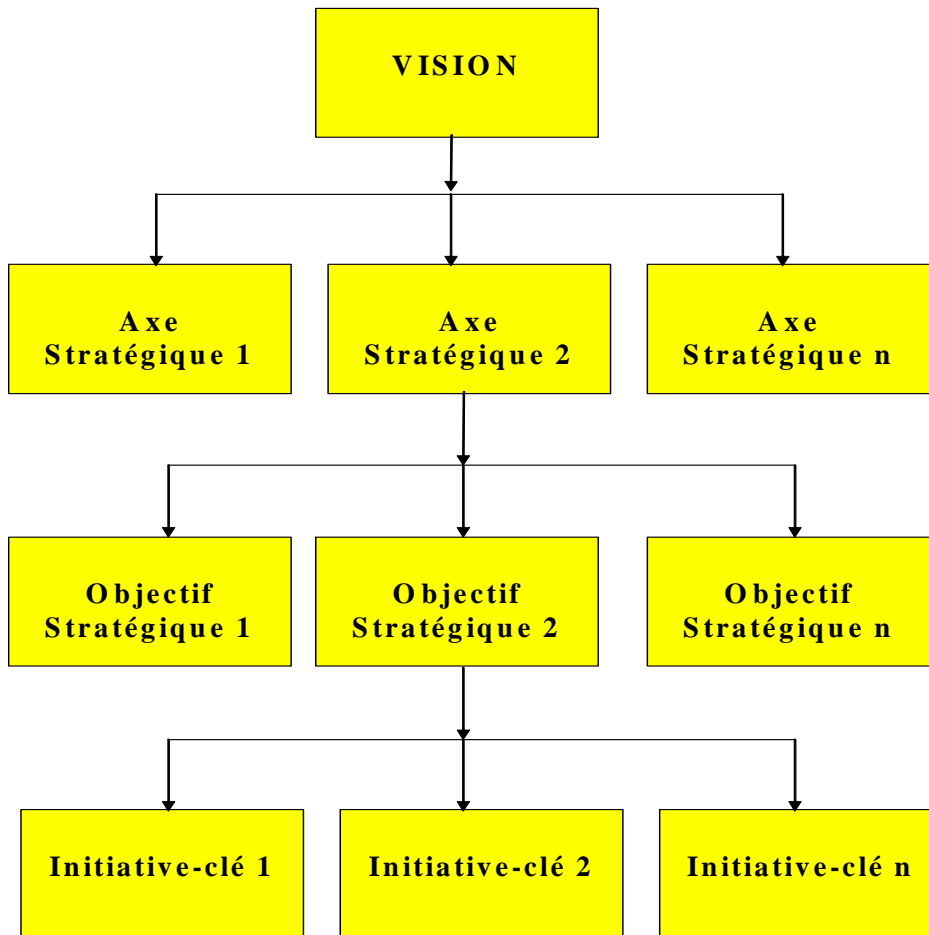 VISION
Axe
Stratégique 1
Axe
Stratégique 2
Axe
Stratégique n
Objectif
Stratégique 1
Objectif
Stratégique 2
Objectif
Stratégique n
Initiative-clé 1
Initiative-clé 2
Initiative-clé n